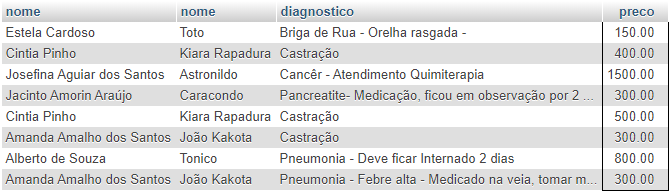 nome nome diagnostico preco
Estela Cardoso Toto Briga de Rua - Orelha rasgada - 150.00
Cintia Pinho Kiara Rapadura Castração 400.00
Josefina Aguiar dos Santos Astronildo Cancêr - Atendimento Quimiterapia 1500.00
Jacinto Amorin Araújo Caracondo Pancreatite- Medicação, ficou em observação por 2 ... 300.00
Cintia Pinho Kiara Rapadura Castração 500.00
Amanda Amalho dos Santos João Kakota Castração 300.00
Alberto de Souza Tonico Pneumonia - Deve ficar Internado 2 dias 800.00
Amanda Amalho dos Santos João Kakota Pneumonia - Febre alta - Medicado na veia, tomar m... 300.00